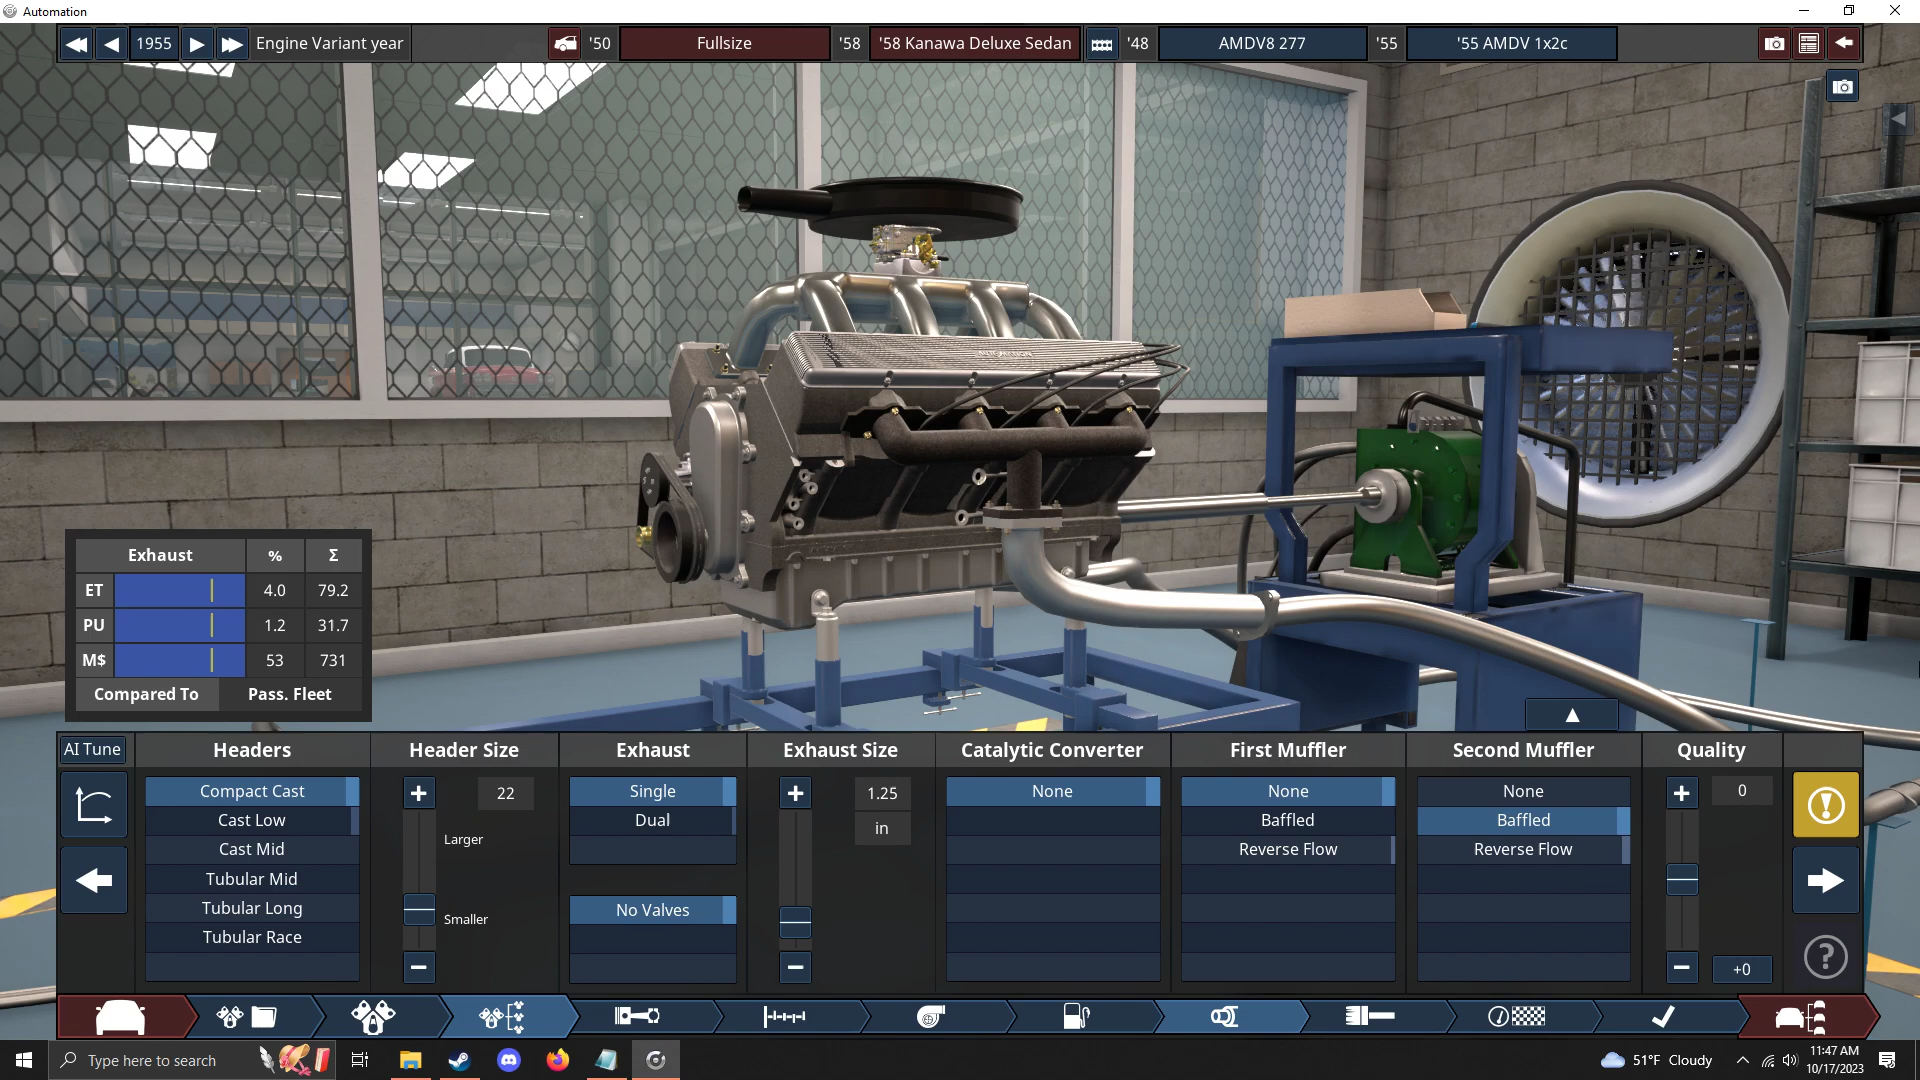 Automation
1955
Engine Variant year
'50
Fullsize
'58
'58 Kanawa Deluxe Sedan
'48
AMDV8 277
'55
'55 AMDV 1x2c
Exhaust % Σ
ET 4.0 79.2
PU 1.2 31.7
M$ 53 731
Compared To Pass. Fleet
AI Tune
Headers
Compact Cast
Cast Low
Cast Mid
Tubular Mid
Tubular Long
Tubular Race
Header Size
22
Larger
Smaller
Exhaust
Single
Dual
No Valves
Exhaust Size
1.25
in
Catalytic Converter
None
First Muffler
None
Baffled
Reverse Flow
Second Muffler
None
Baffled
Reverse Flow
Quality
0
+0
Type here to search
51°F Cloudy
11:47 AM
10/17/2023